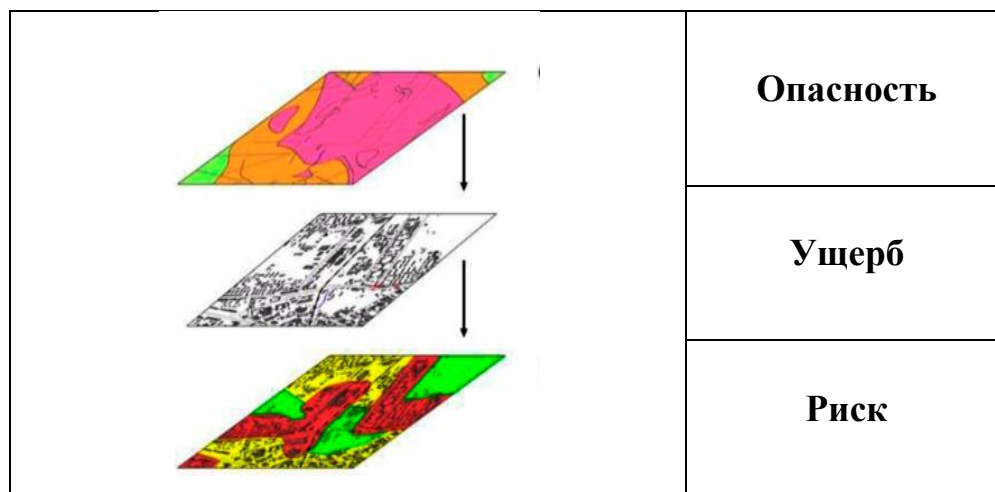 Опасность
Ущерб
Риск